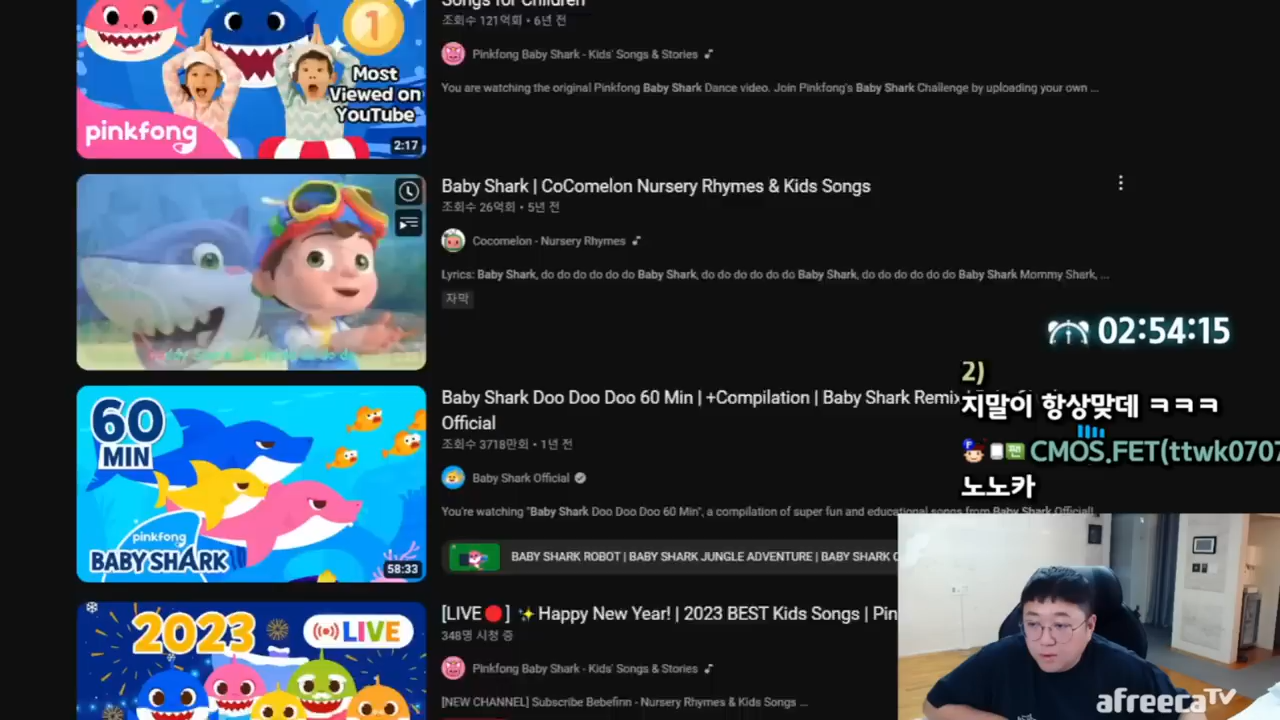 Songs for Children
조회수 121억회 • 6년 전
Pinkfong Baby Shark - Kids' Songs & Stories
You are watching the original Pinkfong Baby Shark Dance video. Join Pinkfong's Baby Shark Challenge by uploading your own ...
1
Most
Viewed on
YouTube
pinkfong
2:17
Baby Shark | CoComelon Nursery Rhymes & Kids Songs
조회수 26억회 • 5년 전
Cocomelon - Nursery Rhymes
Lyrics: Baby Shark, do do do do do do Baby Shark, do do do do do do Baby Shark, do do do do do do Baby Shark Mommy Shark, ...
자막
02:54:15
2)
지말이 항상맞데 ㅋㅋㅋ
CMOS.FET(ttwk0707
노노카
60
MIN
pinkfong
BABY SHARK
58:33
Baby Shark Doo Doo Doo 60 Min | +Compilation | Baby Shark Remix
Official
조회수 3718만회 • 1년 전
Baby Shark Official
You're watching "Baby Shark Doo Doo Doo 60 Min", a compilation of super fun and educational songs from Baby Shark Official!
BABY SHARK ROBOT | BABY SHARK JUNGLE ADVENTURE | BABY SHARK
2023
LIVE
[LIVE🔴] ✨Happy New Year! | 2023 BEST Kids Songs | Pin
348명 시청 중
Pinkfong Baby Shark - Kids' Songs & Stories
[NEW CHANNEL] Subscribe Bebefinn - Nursery Rhymes & Kids Songs ...
afreecaTV